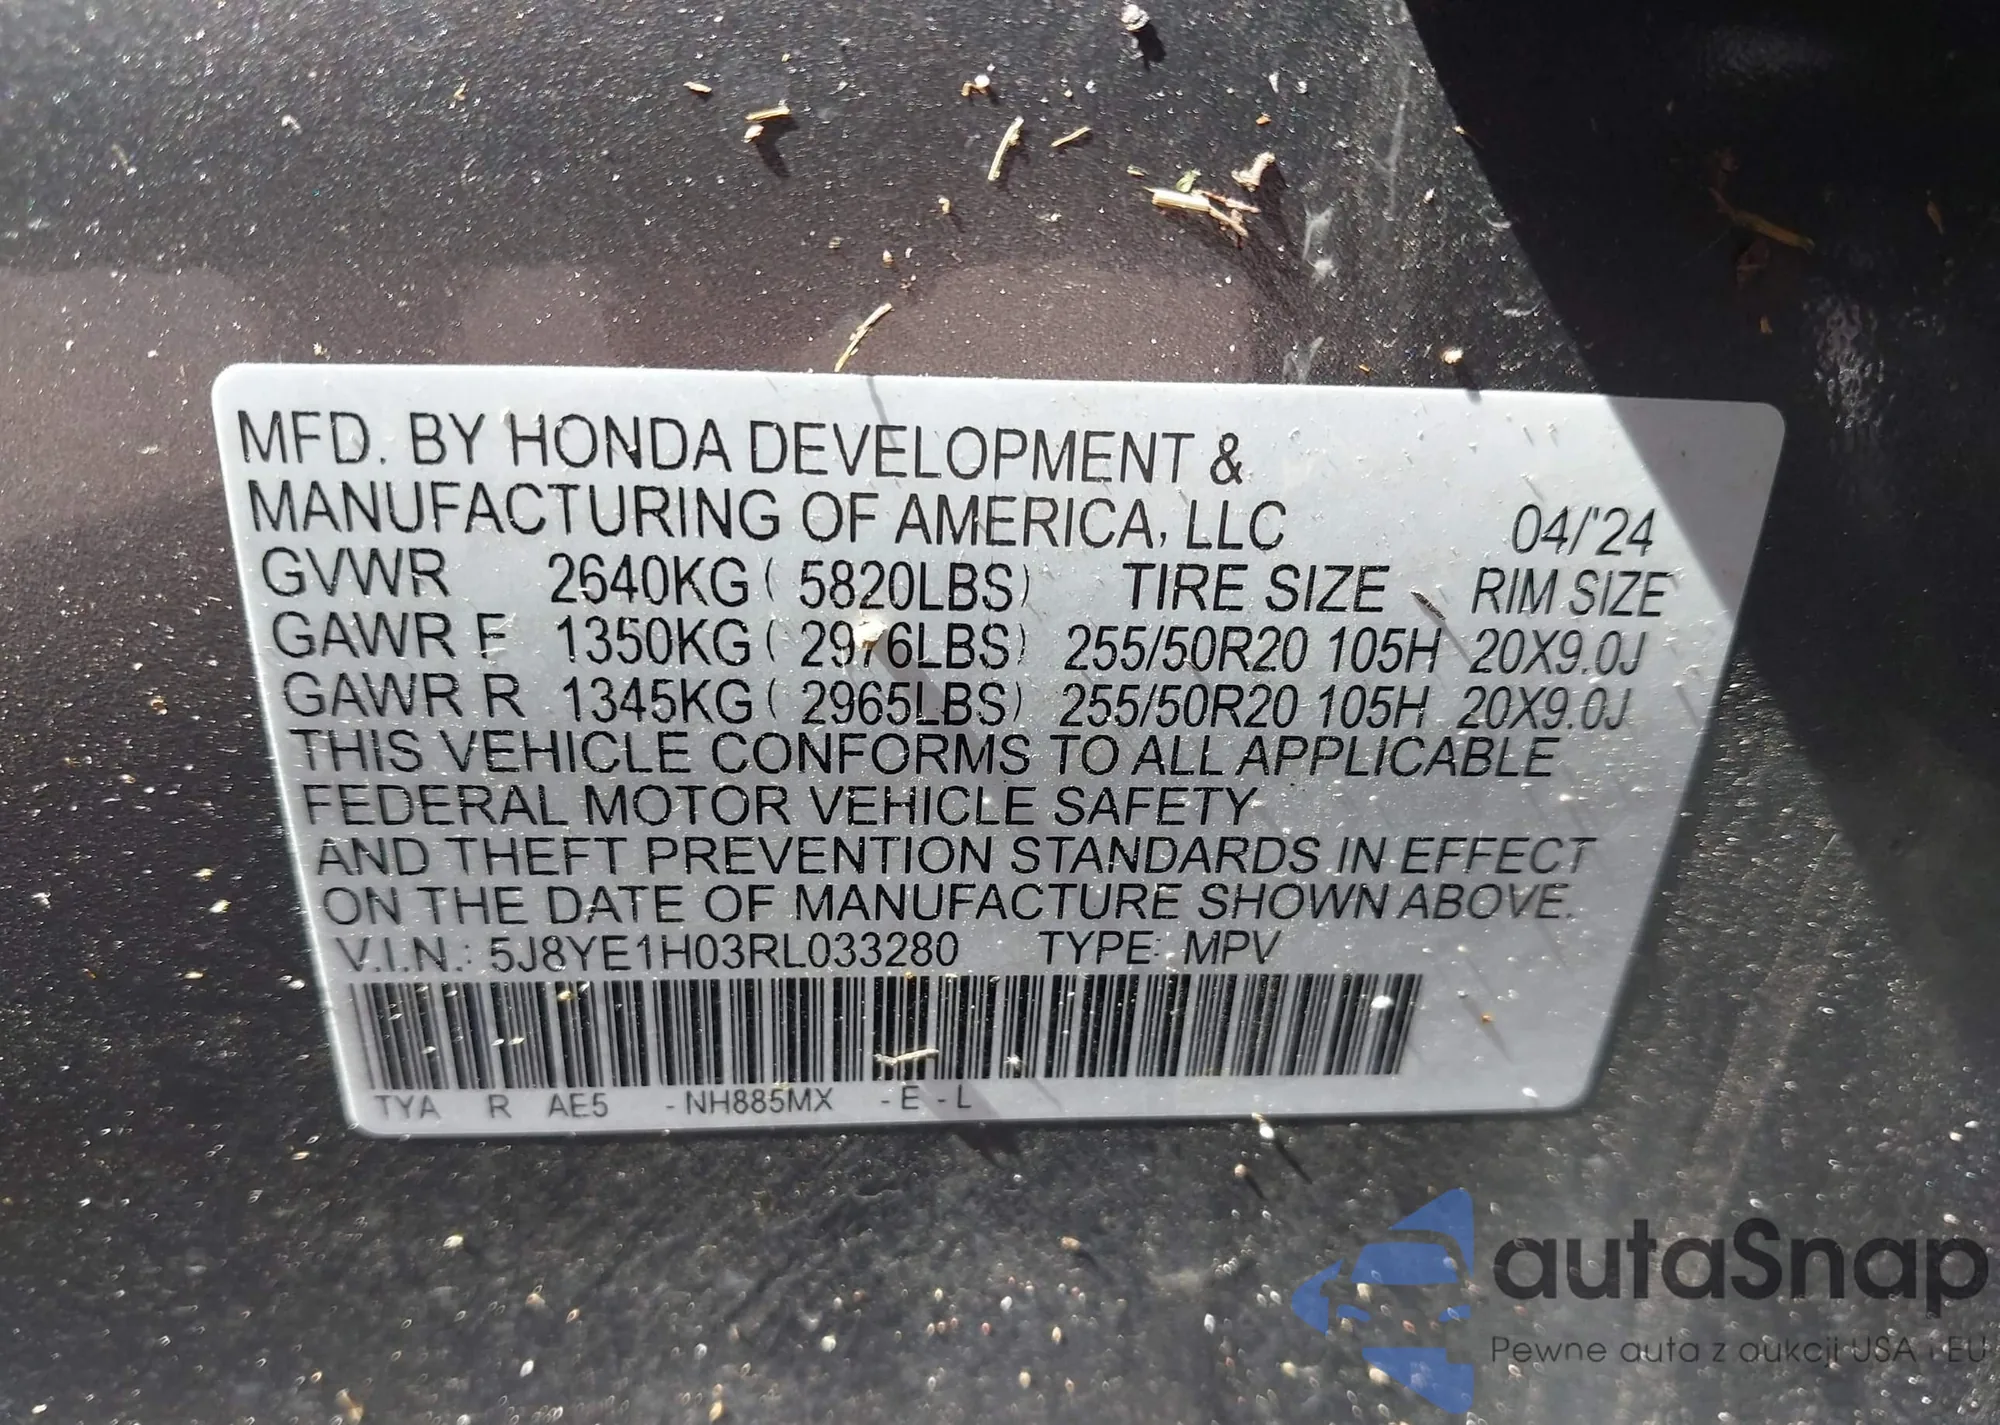 MFD. BY HONDA DEVELOPMENT &
MANUFACTURING OF AMERICA, LLC 04/'24
GVWR 2640KG ( 5820LBS) TIRE SIZE RIM SIZE
GAWR F 1350KG ( 2976LBS) 255/50R20 105H 20X9.0J
GAWR R 1345KG ( 2965LBS) 255/50R20 105H 20X9.0J
THIS VEHICLE CONFORMS TO ALL APPLICABLE
FEDERAL MOTOR VEHICLE SAFETY
AND THEFT PREVENTION STANDARDS IN EFFECT
ON THE DATE OF MANUFACTURE SHOWN ABOVE.
V.I.N.: 5J8YE1H03RL033280 TYPE: MPV
TYA R AE5 - NH885MX - E - L
autaSnap
Pewne auta z aukcji USA i EU